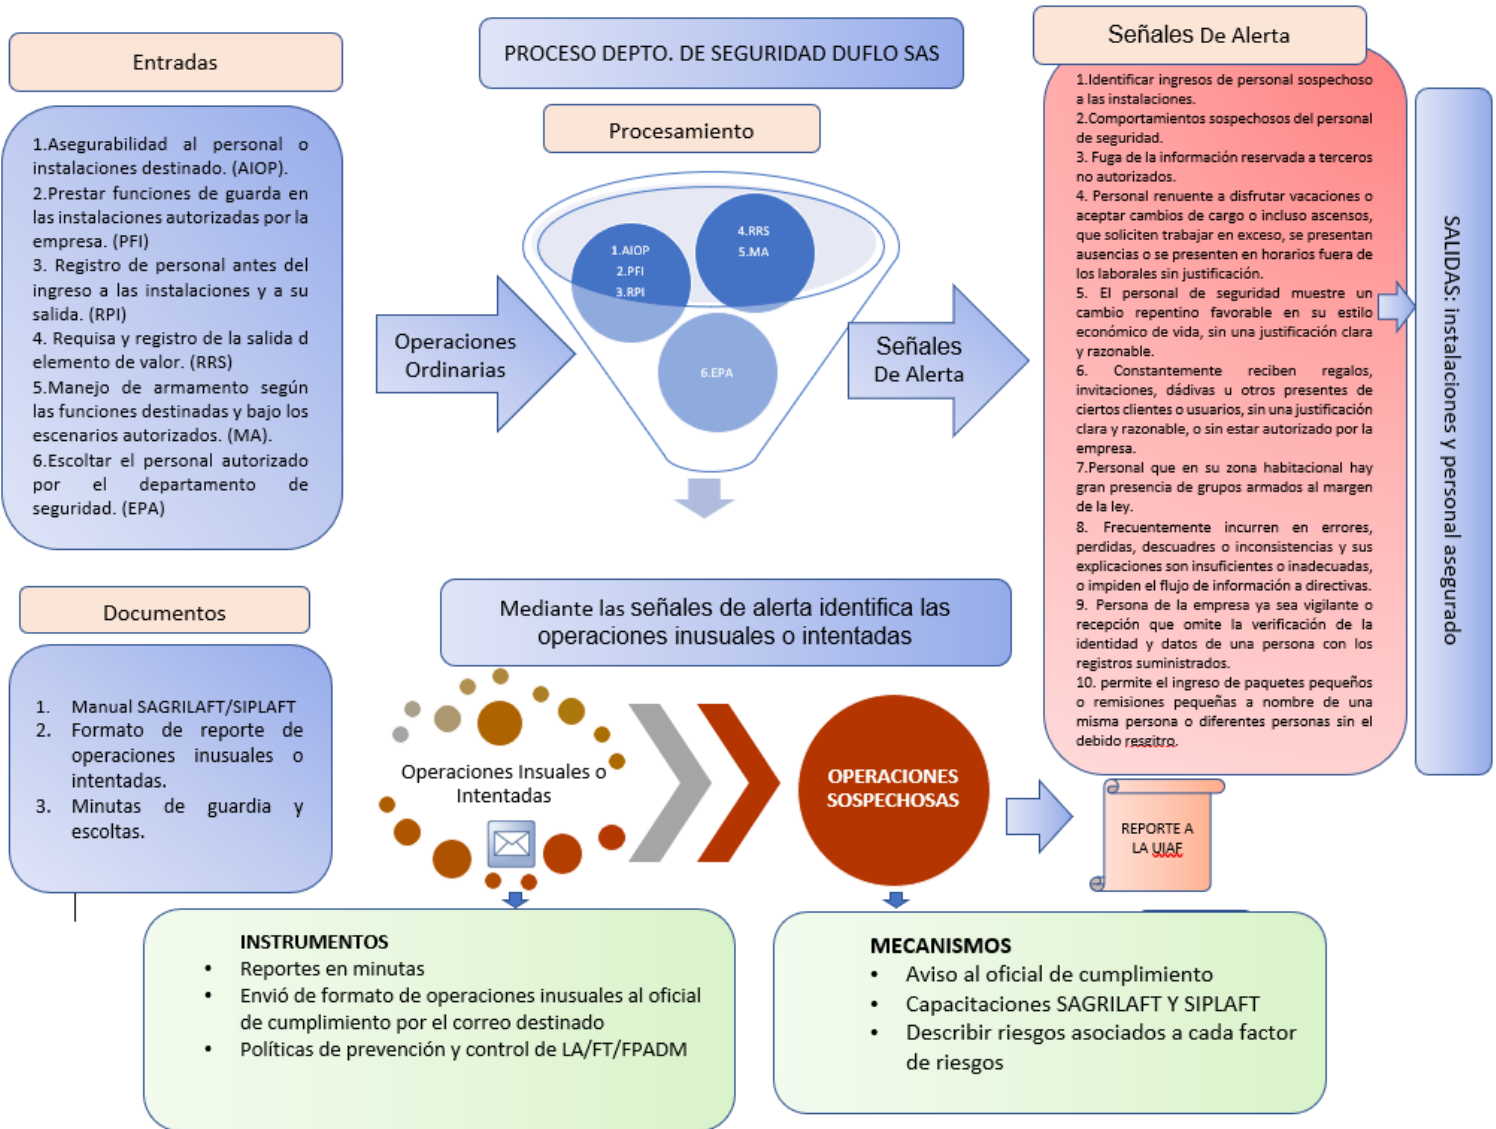 Entradas
1.Asegurabilidad al personal o
instalaciones destinado. (AIOP).
2.Prestar funciones de guarda en
las instalaciones autorizadas por la
empresa. (PFI)
3. Registro de personal antes del
ingreso a las instalaciones y a su
salida. (RPI)
4. Requisa y registro de la salida d
elemento de valor. (RRS)
5.Manejo de armamento según
las funciones destinadas y bajo los
escenarios autorizados. (MA).
6.Escoltar el personal autorizado
por el departamento de
seguridad. (EPA)
Documentos
1. Manual SAGRILAFT/SIPLAFT
2. Formato de reporte de
operaciones inusuales o
intentadas.
3. Minutas de guardia y
escoltas.
PROCESO DEPTO. DE SEGURIDAD DUFLO SAS
Procesamiento
Operaciones
Ordinarias
1.AIOP
2.PFI
3.RPI
4.RRS
5.MA
6.EPA
Señales
De Alerta
Señales De Alerta
1.Identificar ingresos de personal sospechoso
a las instalaciones.
2.Comportamientos sospechosos del personal
de seguridad.
3. Fuga de la información reservada a terceros
no autorizados.
4. Personal renuente a disfrutar vacaciones o
aceptar cambios de cargo o incluso ascensos,
que soliciten trabajar en exceso, se presentan
ausencias o se presenten en horarios fuera de
los laborales sin justificación.
5. El personal de seguridad muestre un
cambio repentino favorable en su estilo
económico de vida, sin una justificación clara
y razonable.
6. Constantemente reciben regalos,
invitaciones, dádivas u otros presentes de
ciertos clientes o usuarios, sin una justificación
clara y razonable, o sin estar autorizado por la
empresa.
7.Personal que en su zona habitacional hay
gran presencia de grupos armados al margen
de la ley.
8. Frecuentemente incurren en errores,
perdidas, descuadres o inconsistencias y sus
explicaciones son insuficientes o inadecuadas,
o impiden el flujo de información a directivas.
9. Persona de la empresa ya sea vigilante o
recepción que omite la verificación de la
identidad y datos de una persona con los
registros suministrados.
10. permite el ingreso de paquetes pequeños
o remisiones pequeñas a nombre de una
misma persona o diferentes personas sin el
debido resgitro.
SALIDAS: instalaciones y personal asegurado
Mediante las señales de alerta identifica las
operaciones inusuales o intentadas
Operaciones Insuales o
Intentadas
OPERACIONES
SOSPECHOSAS
REPORTE A
LA UIAF
INSTRUMENTOS
• Reportes en minutas
• Envió de formato de operaciones inusuales al oficial
de cumplimiento por el correo destinado
• Políticas de prevención y control de LA/FT/FPADM
MECANISMOS
• Aviso al oficial de cumplimiento
• Capacitaciones SAGRILAFT Y SIPLAFT
• Describir riesgos asociados a cada factor
de riesgos